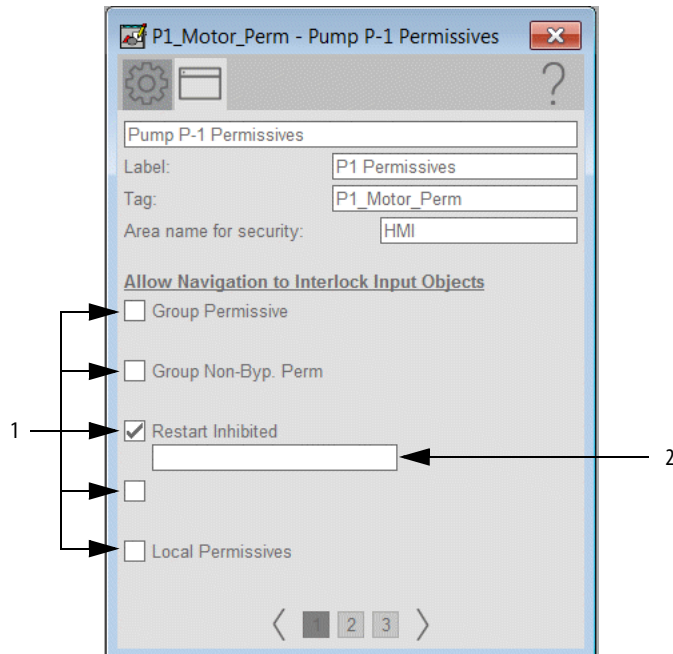 P1_Motor_Perm - Pump P-1 Permissives
?
Pump P-1 Permissives
Label: P1 Permissives
Tag: P1_Motor_Perm
Area name for security: HMI
Allow Navigation to Interlock Input Objects
Group Permissive
Group Non-Byp. Perm
1
Restart Inhibited
2
Local Permissives
1 2 3